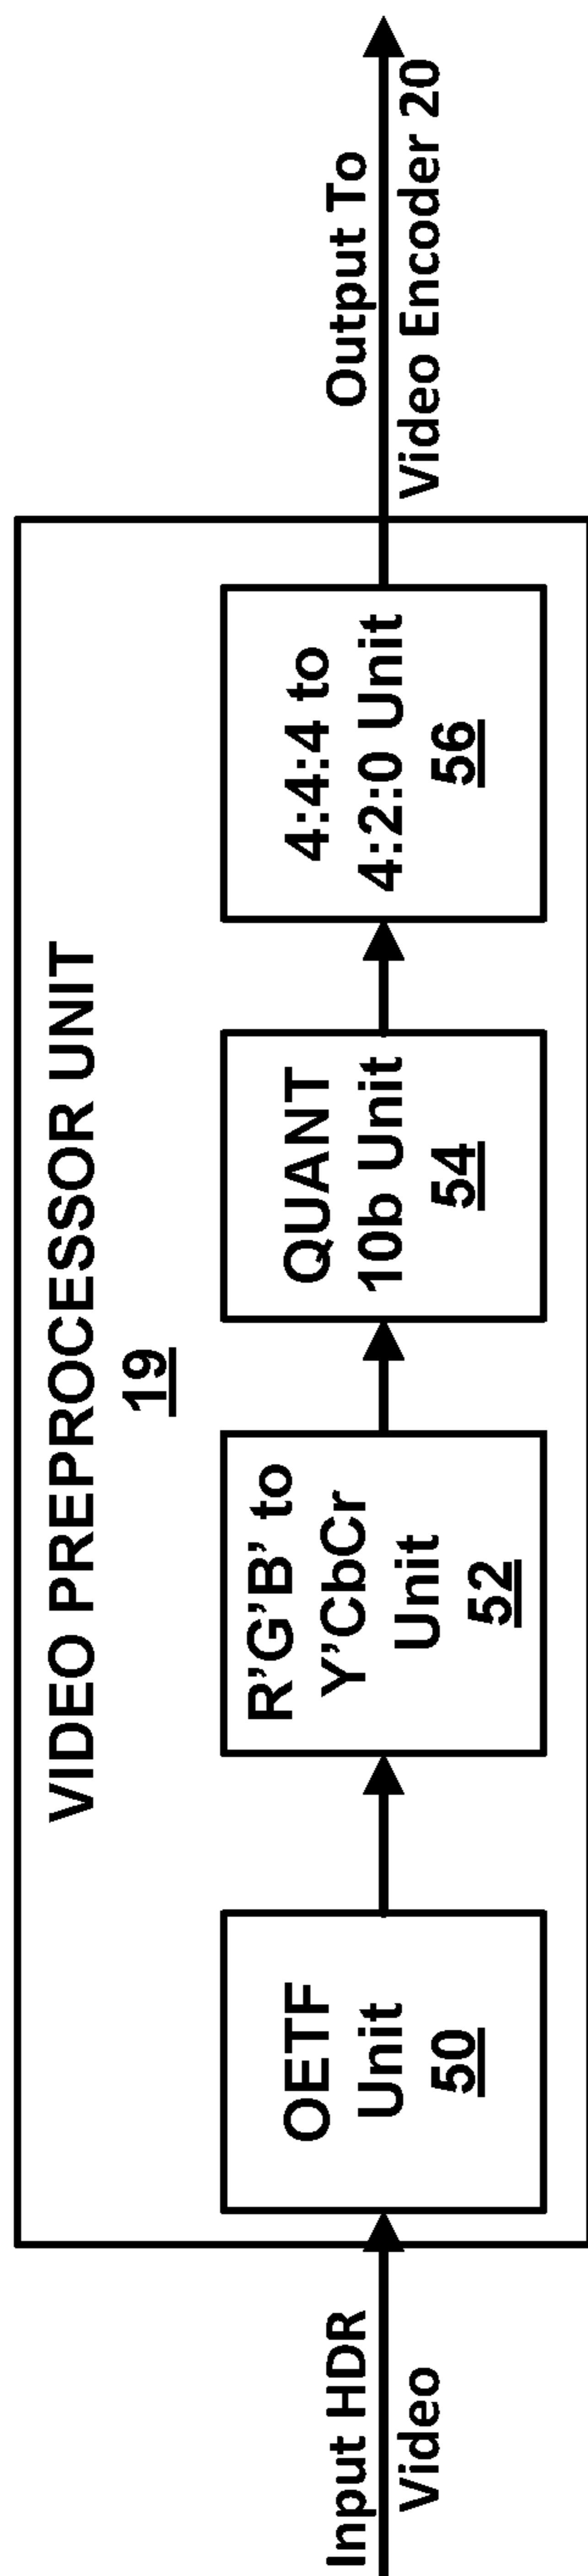 VIDEO PREPROCESSOR UNIT
19
Input HDR
Video
OETF
Unit
50
R'G'B' to
Y'CbCr
Unit
52
QUANT
10b Unit
54
4:4:4 to
4:2:0 Unit
56
Output To
Video Encoder 20